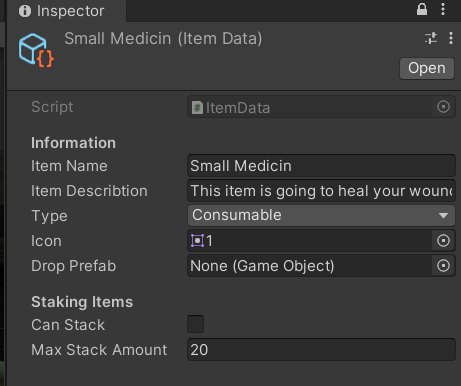 Inspector
Small Medicin (Item Data)
Open
Script ItemData
Information
Item Name Small Medicin
Item Describtion This item is going to heal your woun
Type Consumable
Icon 1
Drop Prefab None (Game Object)
Staking Items
Can Stack
Max Stack Amount 20